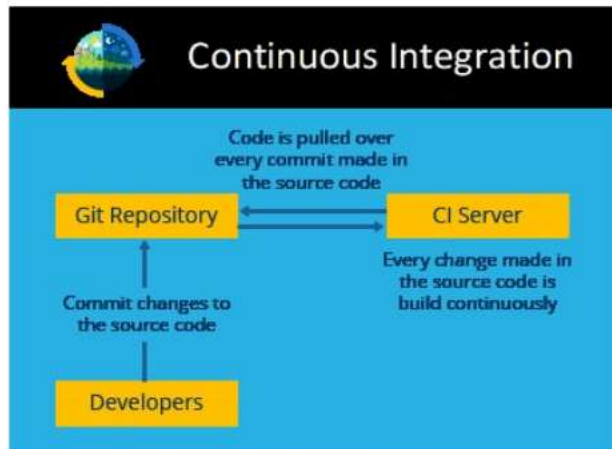 Continuous Integration
Code is pulled over
every commit made in
the source code
Git Repository
CI Server
Every change made in
the source code is
build continuously
Commit changes to
the source code
Developers